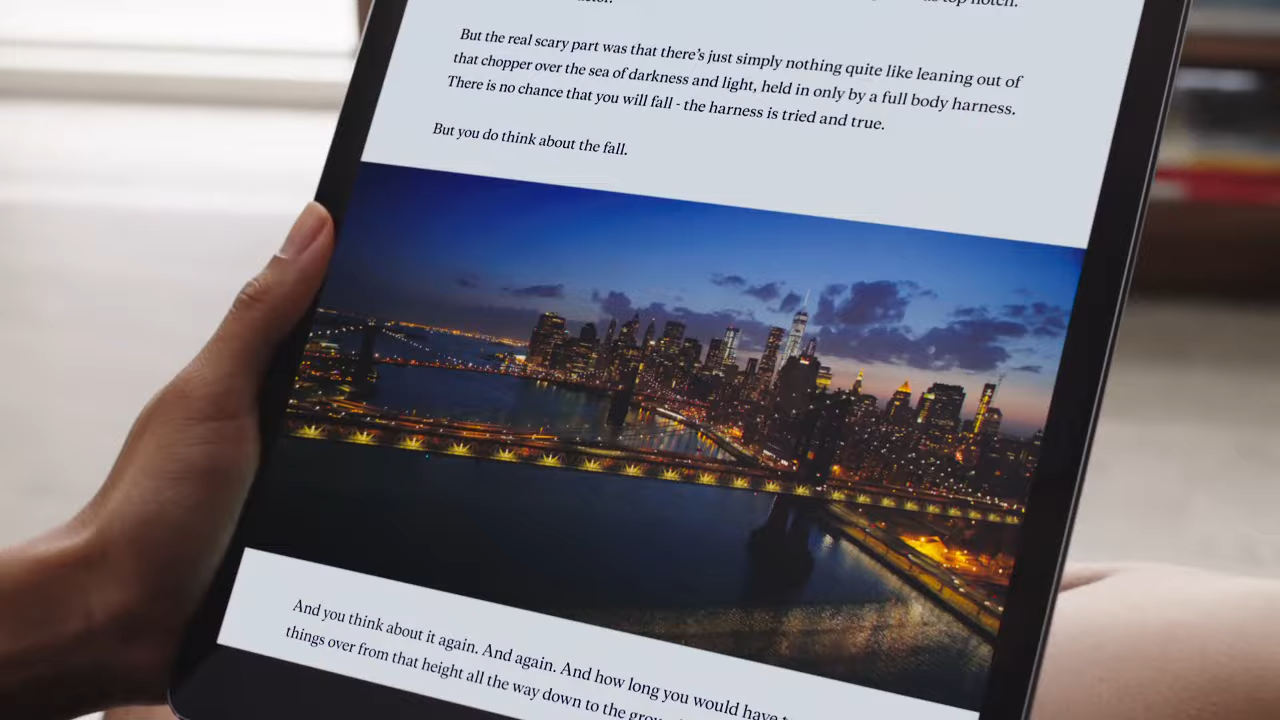 as top notch.
But the real scary part was that there's just simply nothing quite like leaning out of
that chopper over the sea of darkness and light, held in only by a full body harness.
There is no chance that you will fall - the harness is tried and true.
But you do think about the fall.
And you think about it again. And again. And how long you would have
things over from that height all the way down to the